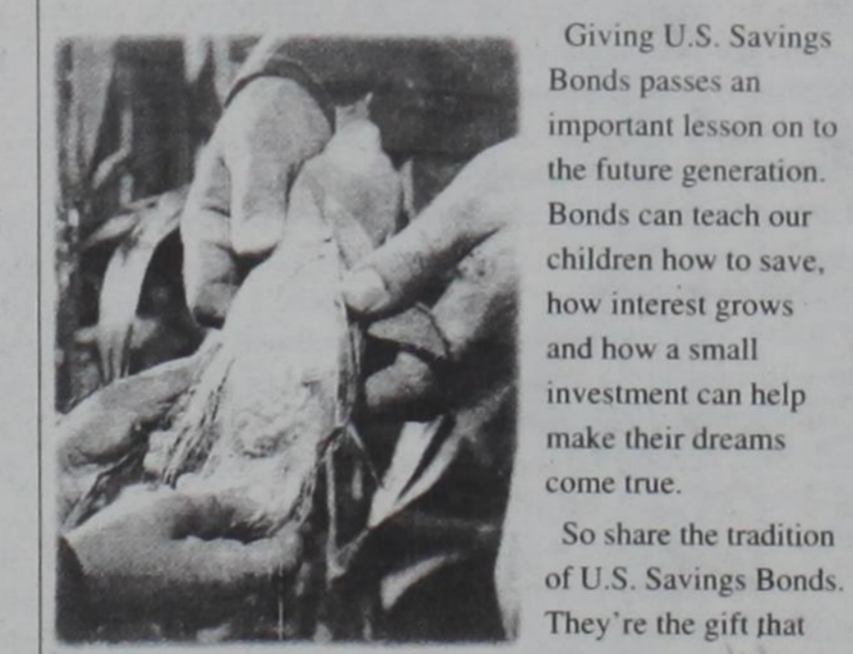 Giving U.S. Savings
Bonds passes an
important lesson on to
the future generation.
Bonds can teach our
children how to save,
how interest grows
and how a small
investment can help
make their dreams
come true.
So share the tradition
of U.S. Savings Bonds.
They're the gift that